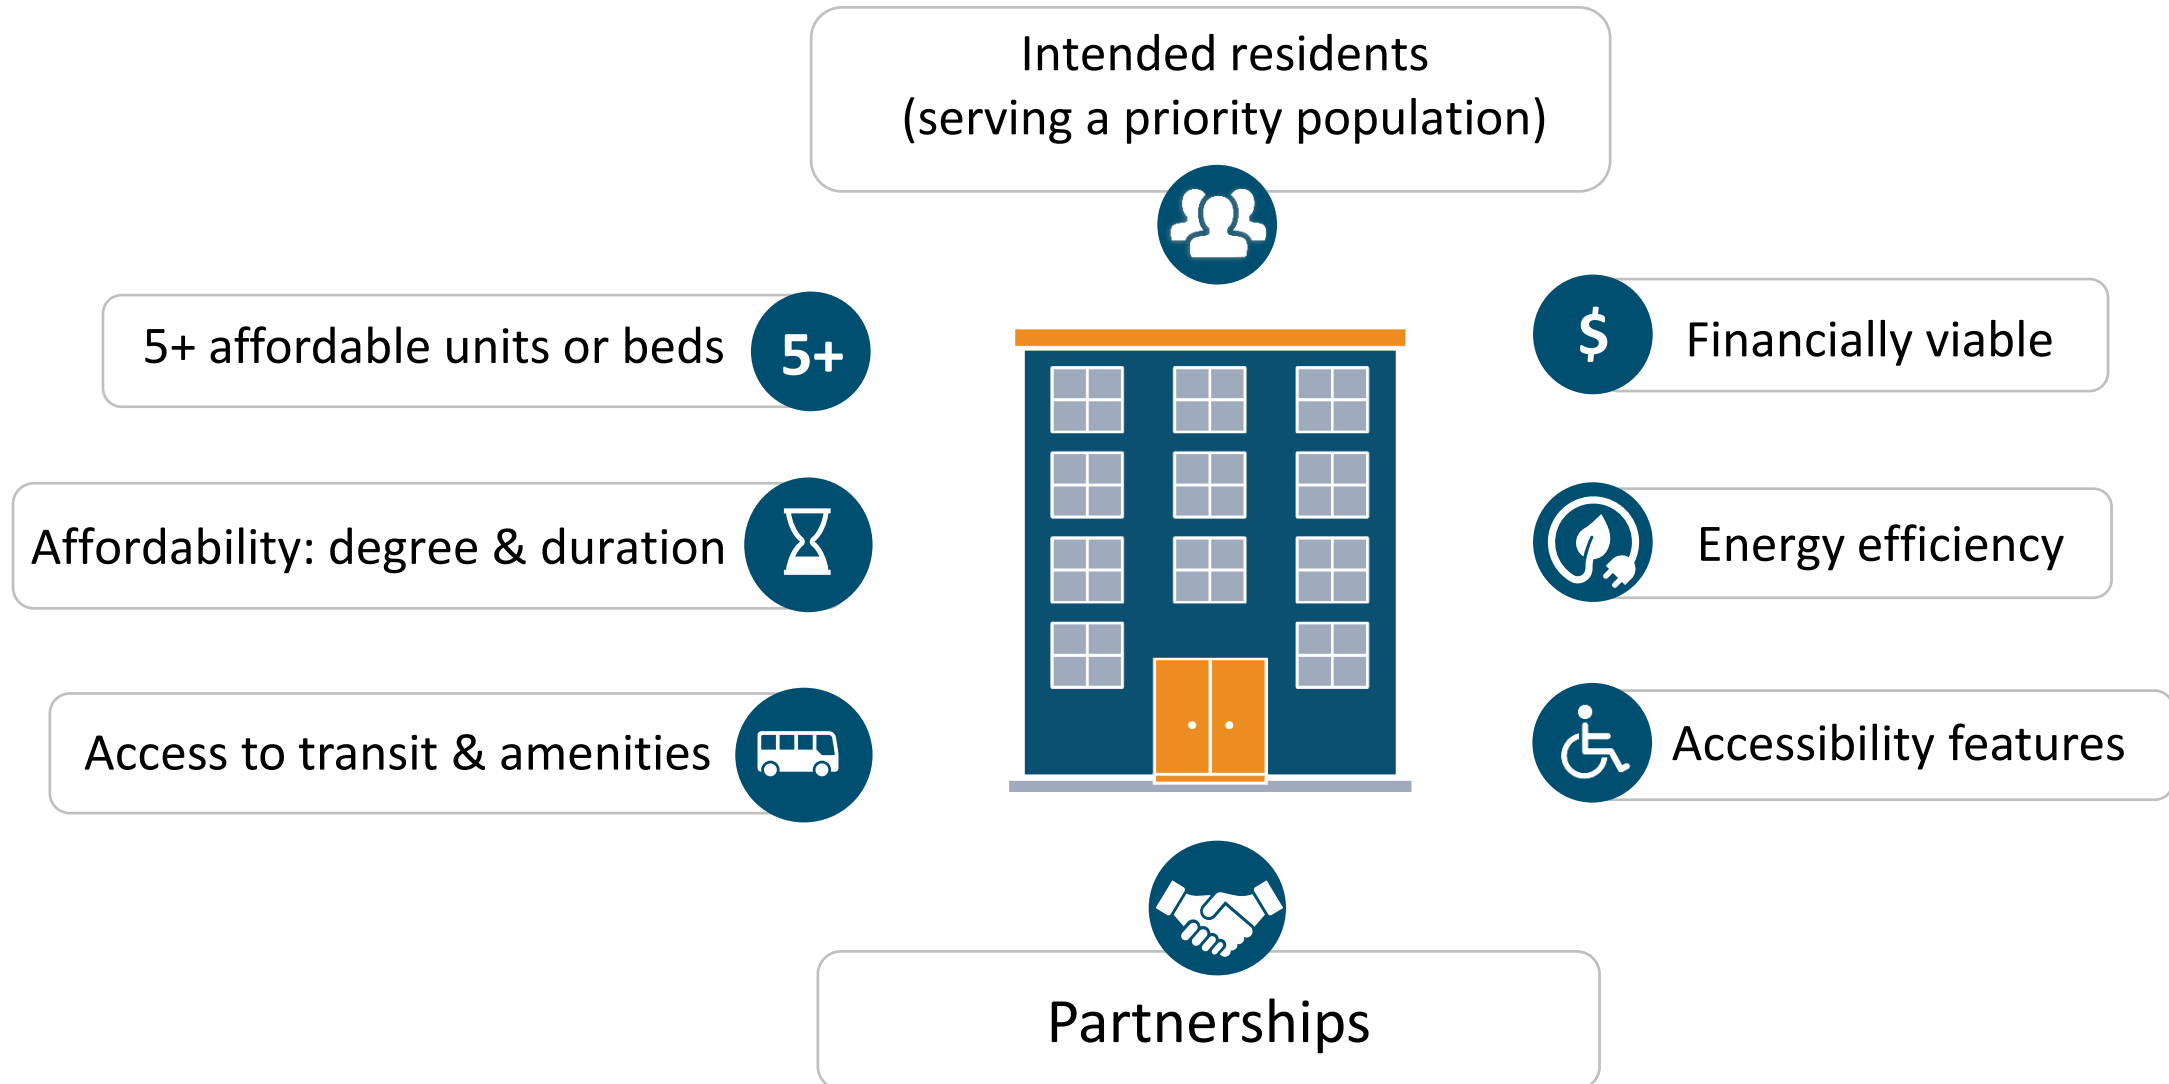 Intended residents
(serving a priority population)
5+ affordable units or beds
5+
$
Financially viable
Affordability: degree & duration
Energy efficiency
Access to transit & amenities
Accessibility features
Partnerships